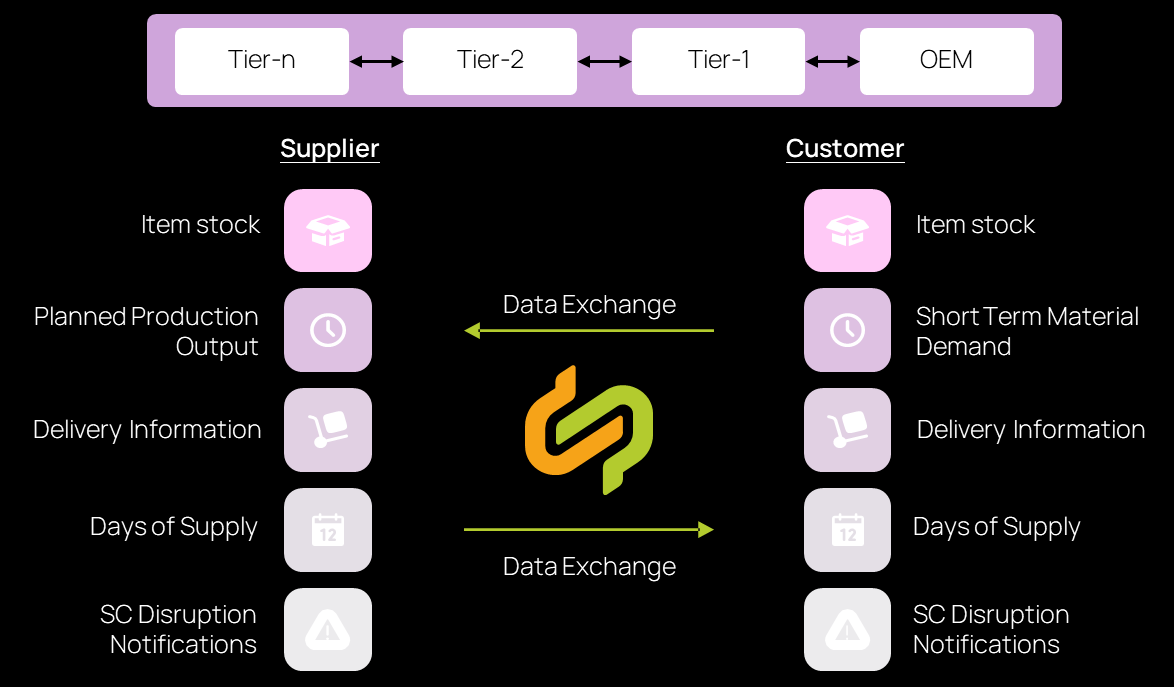 Tier-n
Tier-2
Tier-1
OEM
Supplier
Customer
Item stock
Item stock
Data Exchange
Planned Production
Output
Short Term Material
Demand
Delivery Information
Delivery Information
Days of Supply
12
12
Days of Supply
Data Exchange
SC Disruption
Notifications
SC Disruption
Notifications